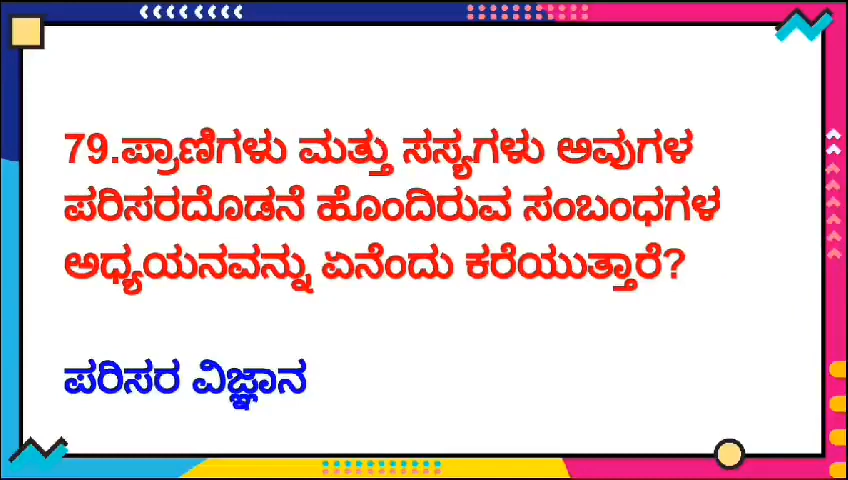 79.ಪ್ರಾಣಿಗಳು ಮತ್ತು ಸಸ್ಯಗಳು ಅವುಗಳ
ಪರಿಸರದೊಡನೆ ಹೊಂದಿರುವ ಸಂಬಂಧಗಳ
ಅಧ್ಯಯನವನ್ನು ಏನೆಂದು ಕರೆಯುತ್ತಾರೆ?
ಪರಿಸರ ವಿಜ್ಞಾನ